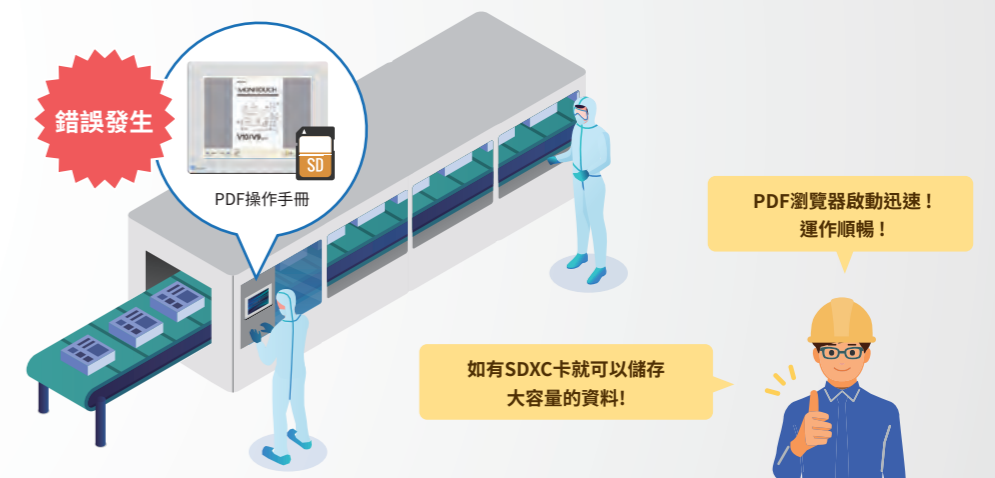 錯誤發生
MONITOUCH
SD
PDF操作手冊
PDF瀏覽器啟動迅速！
運作順暢！
如有SDXC卡就可以儲存
大容量的資料!